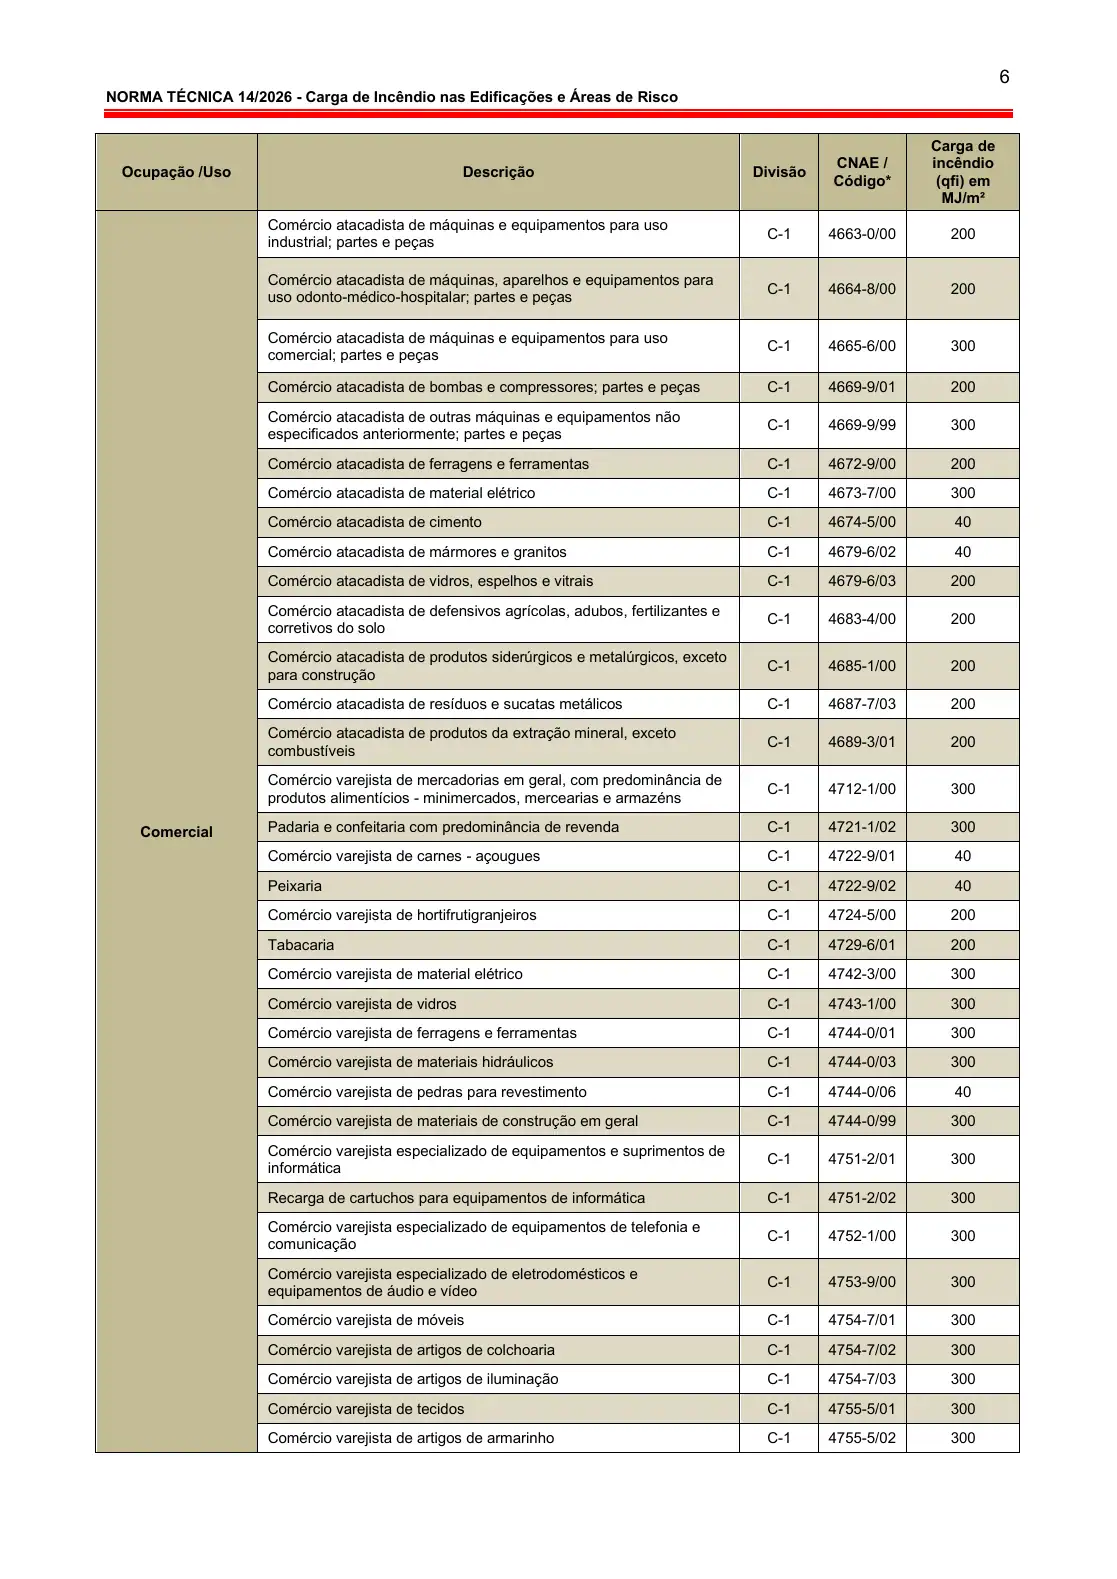 6
NORMA TÉCNICA 14/2026 - Carga de Incêndio nas Edificações e Áreas de Risco
Ocupação /Uso
Descrição
Divisão
CNAE /
Código*
Carga de
incêndio
(qfi) em
MJ/m²
Comercial
Comércio atacadista de máquinas e equipamentos para uso
industrial; partes e peças
C-1 4663-0/00 200
Comércio atacadista de máquinas, aparelhos e equipamentos para
uso odonto-médico-hospitalar; partes e peças
C-1 4664-8/00 200
Comércio atacadista de máquinas e equipamentos para uso
comercial; partes e peças
C-1 4665-6/00 300
Comércio atacadista de bombas e compressores; partes e peças C-1 4669-9/01 200
Comércio atacadista de outras máquinas e equipamentos não
especificados anteriormente; partes e peças
C-1 4669-9/99 300
Comércio atacadista de ferragens e ferramentas C-1 4672-9/00 200
Comércio atacadista de material elétrico C-1 4673-7/00 300
Comércio atacadista de cimento C-1 4674-5/00 40
Comércio atacadista de mármores e granitos C-1 4679-6/02 40
Comércio atacadista de vidros, espelhos e vitrais C-1 4679-6/03 200
Comércio atacadista de defensivos agrícolas, adubos, fertilizantes e
corretivos do solo
C-1 4683-4/00 200
Comércio atacadista de produtos siderúrgicos e metalúrgicos, exceto
para construção
C-1 4685-1/00 200
Comércio atacadista de resíduos e sucatas metálicos C-1 4687-7/03 200
Comércio atacadista de produtos da extração mineral, exceto
combustíveis
C-1 4689-3/01 200
Comércio varejista de mercadorias em geral, com predominância de
produtos alimentícios - minimercados, mercearias e armazéns
C-1 4712-1/00 300
Padaria e confeitaria com predominância de revenda C-1 4721-1/02 300
Comércio varejista de carnes - açougues C-1 4722-9/01 40
Peixaria C-1 4722-9/02 40
Comércio varejista de hortifrutigranjeiros C-1 4724-5/00 200
Tabacaria C-1 4729-6/01 200
Comércio varejista de material elétrico C-1 4742-3/00 300
Comércio varejista de vidros C-1 4743-1/00 300
Comércio varejista de ferragens e ferramentas C-1 4744-0/01 300
Comércio varejista de materiais hidráulicos C-1 4744-0/03 300
Comércio varejista de pedras para revestimento C-1 4744-0/06 40
Comércio varejista de materiais de construção em geral C-1 4744-0/99 300
Comércio varejista especializado de equipamentos e suprimentos de
informática
C-1 4751-2/01 300
Recarga de cartuchos para equipamentos de informática C-1 4751-2/02 300
Comércio varejista especializado de equipamentos de telefonia e
comunicação
C-1 4752-1/00 300
Comércio varejista especializado de eletrodomésticos e
equipamentos de áudio e vídeo
C-1 4753-9/00 300
Comércio varejista de móveis C-1 4754-7/01 300
Comércio varejista de artigos de colchoaria C-1 4754-7/02 300
Comércio varejista de artigos de iluminação C-1 4754-7/03 300
Comércio varejista de tecidos C-1 4755-5/01 300
Comércio varejista de artigos de armarinho C-1 4755-5/02 300